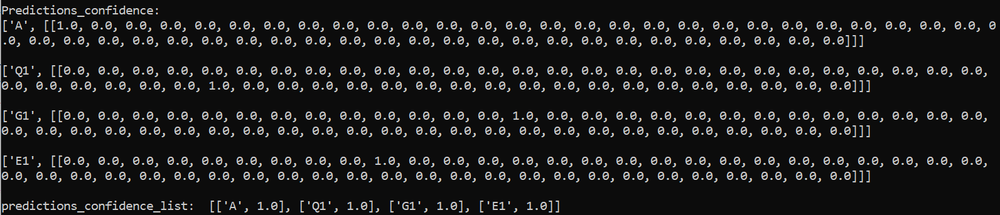 Predictions_confidence:
['A', [[1.0, 0.0, 0.0, 0.0, 0.0, 0.0, 0.0, 0.0, 0.0, 0.0, 0.0, 0.0, 0.0, 0.0, 0.0, 0.0, 0.0, 0.0, 0.0, 0.0, 0.0, 0.0, 0.0, 0.0, 0.0, 0.0, 0.0, 0
.0, 0.0, 0.0, 0.0, 0.0, 0.0, 0.0, 0.0, 0.0, 0.0, 0.0, 0.0, 0.0, 0.0, 0.0, 0.0, 0.0, 0.0, 0.0, 0.0, 0.0, 0.0, 0.0, 0.0]]]
['Q1', [[0.0, 0.0, 0.0, 0.0, 0.0, 0.0, 0.0, 0.0, 0.0, 0.0, 0.0, 0.0, 0.0, 0.0, 0.0, 0.0, 0.0, 0.0, 0.0, 0.0, 0.0, 0.0, 0.0, 0.0, 0.0, 0.0, 0.0,
0.0, 0.0, 0.0, 0.0, 0.0, 0.0, 1.0, 0.0, 0.0, 0.0, 0.0, 0.0, 0.0, 0.0, 0.0, 0.0, 0.0, 0.0, 0.0, 0.0, 0.0, 0.0, 0.0, 0.0, 0.0]]]
['G1', [[0.0, 0.0, 0.0, 0.0, 0.0, 0.0, 0.0, 0.0, 0.0, 0.0, 0.0, 0.0, 0.0, 1.0, 0.0, 0.0, 0.0, 0.0, 0.0, 0.0, 0.0, 0.0, 0.0, 0.0, 0.0, 0.0, 0.0,
0.0, 0.0, 0.0, 0.0, 0.0, 0.0, 0.0, 0.0, 0.0, 0.0, 0.0, 0.0, 0.0, 0.0, 0.0, 0.0, 0.0, 0.0, 0.0, 0.0, 0.0, 0.0, 0.0, 0.0, 0.0]]]
['E1', [[0.0, 0.0, 0.0, 0.0, 0.0, 0.0, 0.0, 0.0, 0.0, 1.0, 0.0, 0.0, 0.0, 0.0, 0.0, 0.0, 0.0, 0.0, 0.0, 0.0, 0.0, 0.0, 0.0, 0.0, 0.0, 0.0, 0.0,
0.0, 0.0, 0.0, 0.0, 0.0, 0.0, 0.0, 0.0, 0.0, 0.0, 0.0, 0.0, 0.0, 0.0, 0.0, 0.0, 0.0, 0.0, 0.0, 0.0, 0.0, 0.0, 0.0, 0.0, 0.0]]]
predictions_confidence_list:  [['A', 1.0], ['Q1', 1.0], ['G1', 1.0], ['E1', 1.0]]